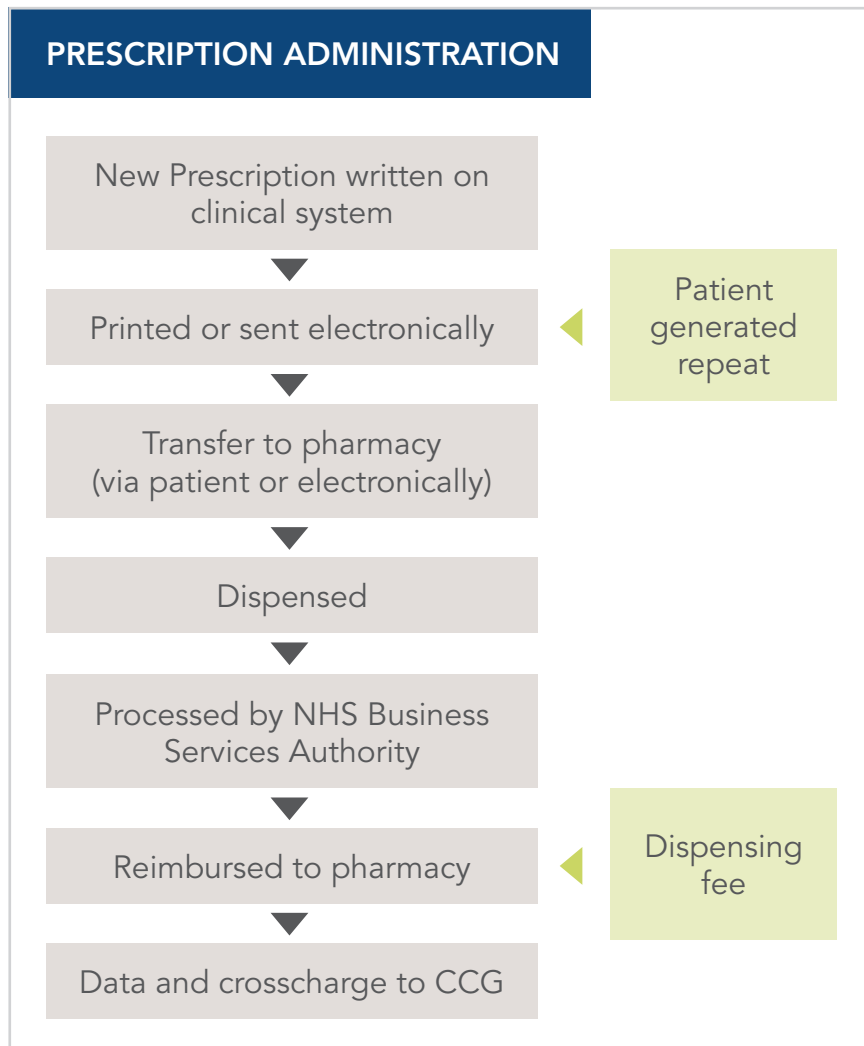 PRESCRIPTION ADMINISTRATION
New Prescription written on
clinical system
Printed or sent electronically
Patient
generated
repeat
Transfer to pharmacy
(via patient or electronically)
Dispensed
Processed by NHS Business
Services Authority
Reimbursed to pharmacy
Dispensing
fee
Data and crosscharge to CCG